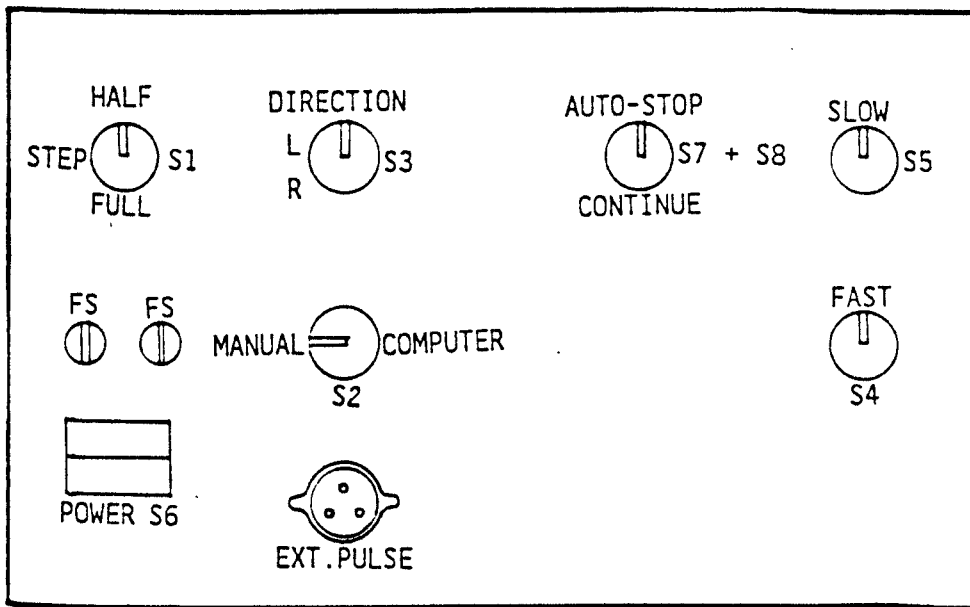 HALF
STEP S1
FULL
DIRECTION
L
R
S3
AUTO-STOP
S7 + S8
CONTINUE
SLOW
S5
FS FS
MANUAL COMPUTER
S2
FAST
S4
POWER S6
EXT.PULSE